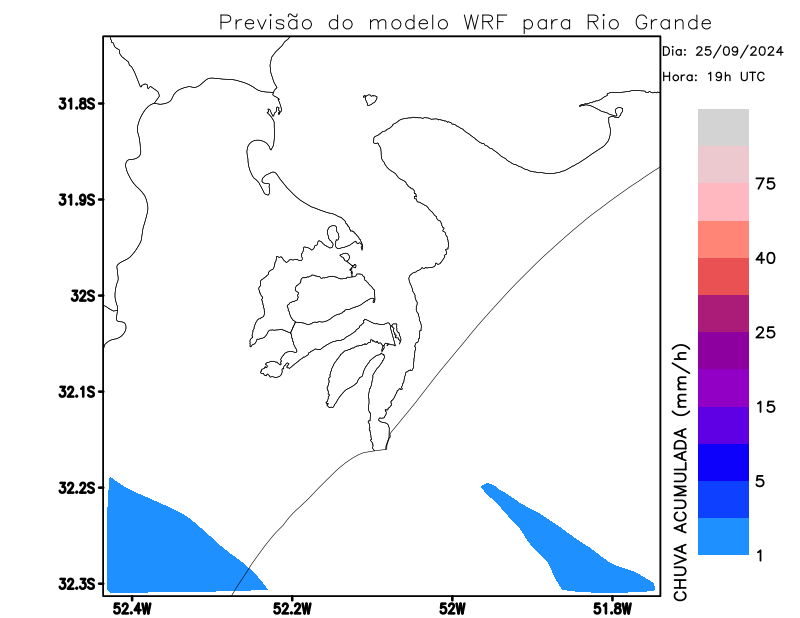 Previsão do modelo WRF para Rio Grande
Dia: 25/09/2024
Hora: 19h UTC
31.8S
31.9S
32S
32.1S
32.2S
32.3S
52.4W
52.2W
52W
51.8W
75
40
25
15
5
1
CHUVA ACUMULADA (mm/h)